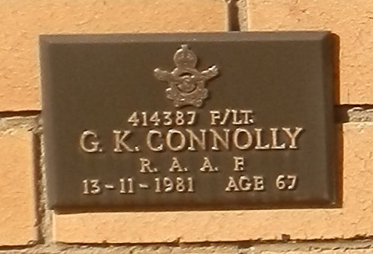 414387 F/LT.
G. K. CONNOLLY
R. A. A. F.
13-11-1981 AGE 67